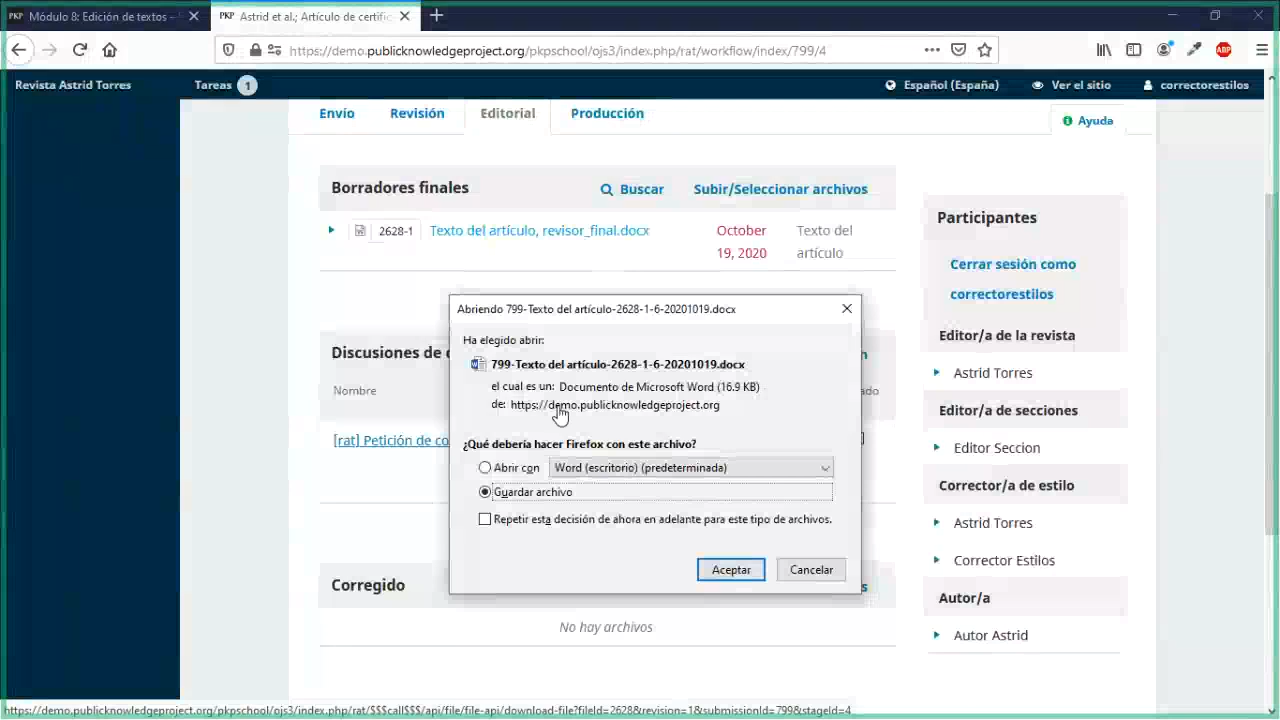 Módulo 8: Edición de textos –
Astrid et al.; Artículo de certific
https://demo.publicknowledgeproject.org/pkpschool/ojs3/index.php/rat/workflow/index/799/4
ABP
Revista Astrid Torres
Tareas 1
Español (España)
Ver el sitio
correctorestilos
Envío
Revisión
Editorial
Producción
Ayuda
Borradores finales
Buscar
Subir/Seleccionar archivos
2628-1
Texto del artículo, revisor_final.docx
October
19, 2020
Texto del
artículo
Discusiones de c
Nombre
[rat] Petición de co
Corregido
No hay archivos
Abriendo 799-Texto del artículo-2628-1-6-20201019.docx
Ha elegido abrir:
799-Texto del artículo-2628-1-6-20201019.docx
el cual es un: Documento de Microsoft Word (16.9 KB)
de: https://demo.publicknowledgeproject.org
¿Qué debería hacer Firefox con este archivo?
Abrir con
Word (escritorio) (predeterminada)
Guardar archivo
Repetir esta decisión de ahora en adelante para este tipo de archivos.
Aceptar
Cancelar
Participantes
Cerrar sesión como
correctorestilos
Editor/a de la revista
Astrid Torres
Editor/a de secciones
Editor Seccion
Corrector/a de estilo
Astrid Torres
Corrector Estilos
Autor/a
Autor Astrid
https://demo.publicknowledgeproject.org/pkpschool/ojs3/index.php/rat/$$$call$$$/api/file/file-api/download-file?fileId=2628&revision=1&submissionId=799&stageId=4